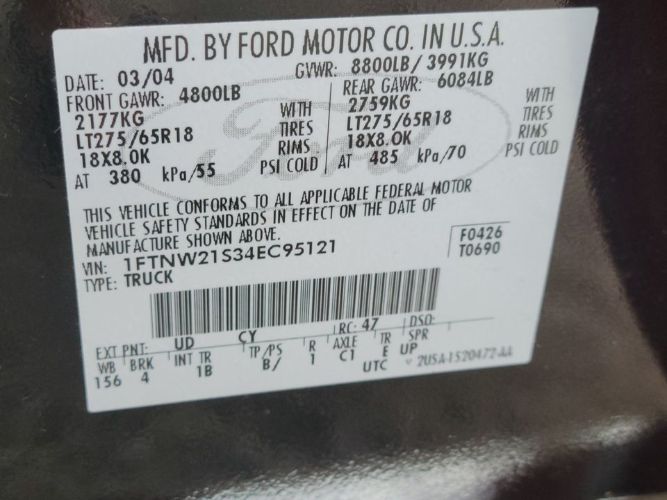 MFD. BY FORD MOTOR CO. IN U.S.A.
DATE: 03/04 GVWR: 8800LB/ 3991KG
FRONT GAWR: 4800LB REAR GAWR: 6084LB
2177KG WITH 2759KG WITH
LT275/65R18 TIRES LT275/65R18 TIRES
18X8.0K RIMS 18X8.0K RIMS
AT 380 kPa/55 PSI COLD AT 485 kPa/70 PSI COLD
Ford
THIS VEHICLE CONFORMS TO ALL APPLICABLE FEDERAL MOTOR
VEHICLE SAFETY STANDARDS IN EFFECT ON THE DATE OF
MANUFACTURE SHOWN ABOVE.
VIN: 1FTNW21S34EC95121 F0426
TYPE: TRUCK T0690
EXT PNT: UD CY RC: 47 DSO:
WB BRK INT TR TP/PS R AXLE TR SPR
156 4 1B B/ 1 C1 E UP
UTC 2USA-1520472-AA